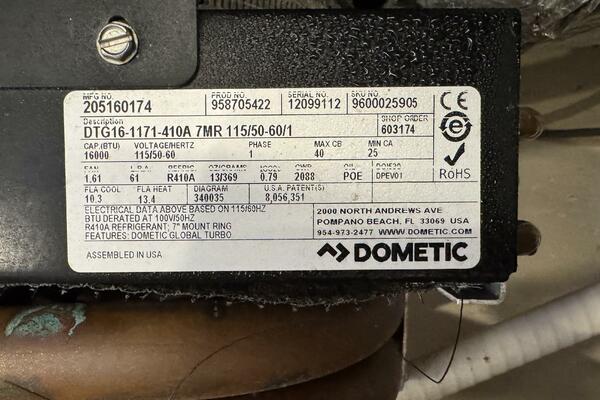 MFG NO. PROD NO. SERIAL NO. SKU NO.
205160174 958705422 12099112 9600025905
Description SHOP ORDER
DTG16-1171-410A 7MR 115/50-60/1 603174
CAP.(BTU) VOLTAGE/HERTZ PHASE MAX CB MIN CA
16000 115/50-60 1 40 25
FAN L.R.A. REFRIG OZ/GRAMS GWP OIL
1.61 61 R410A 13/369 0.79 2088 POE DPEV01
FLA COOL FLA HEAT DIAGRAM U.S.A. PATENT(S)
10.3 13.4 340035 8,056,351
ELECTRICAL DATA ABOVE BASED ON 115/60HZ
BTU DERATED AT 100V/50HZ
R410A REFRIGERANT; 7" MOUNT RING
FEATURES: DOMETIC GLOBAL TURBO.
2000 NORTH ANDREWS AVE
POMPANO BEACH, FL 33069 USA
954-973-2477 WWW.DOMETIC.COM
ASSEMBLED IN USA
DOMETIC
CE
e
RoHS